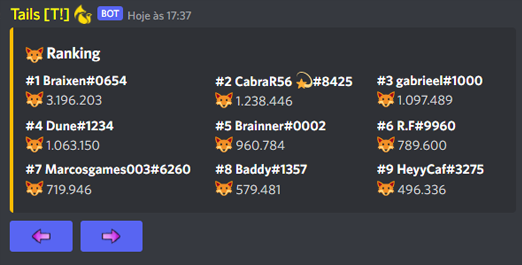 Tails [T!] BOT Hoje às 17:37
Ranking
#1 Braixen#0654
3.196.203
#2 CabraR56 💫#8425
1.238.446
#3 gabrieel#1000
1.097.489
#4 Dune#1234
1.063.150
#5 Brainner#0002
960.784
#6 R.F#9960
789.600
#7 Marcosgames003#6260
719.946
#8 Baddy#1357
579.481
#9 HeyyCaf#3275
496.336